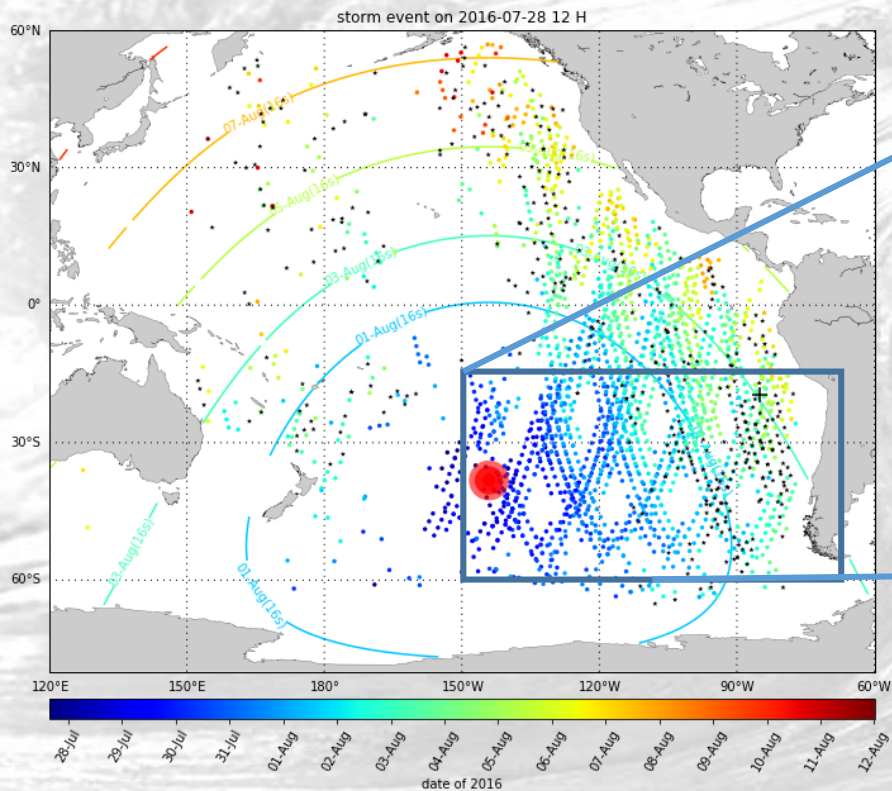 storm event on 2016-07-28 12 H
60°N
07-Aug(16s)
30°N
03-Aug(16s)
0°
01-Aug(16s)
30°S
03-Aug(16s)
60°S
01-Aug(16s)
120°E 150°E 180° 150°W 120°W 90°W 60°W
28-Jul 29-Jul 30-Jul 31-Jul 01-Aug 02-Aug 03-Aug 04-Aug 05-Aug 06-Aug 07-Aug 08-Aug 09-Aug 10-Aug 11-Aug 12-Aug
date of 2016